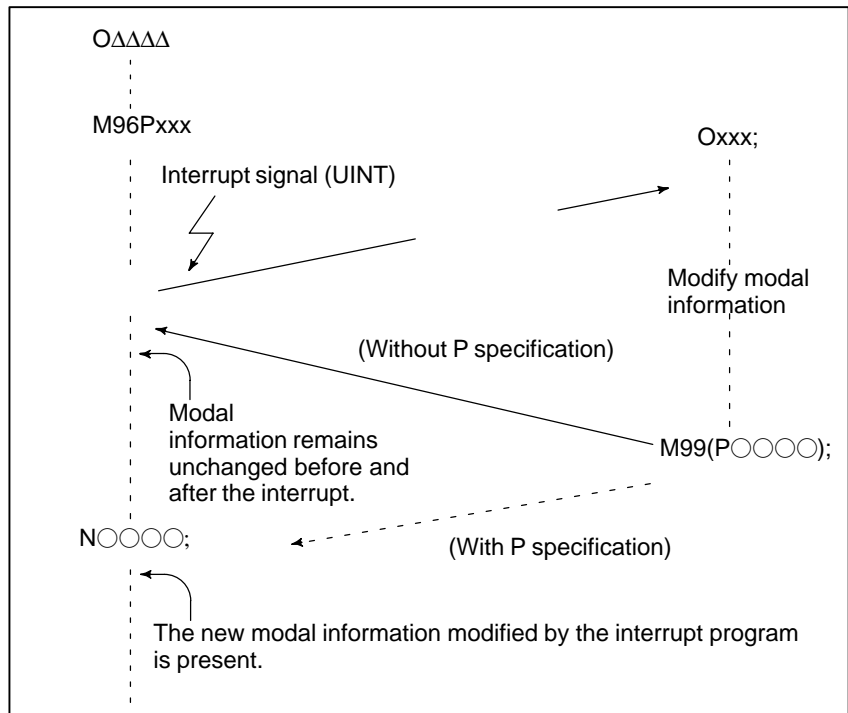 OΔΔΔΔ
M96Pxxx
Oxxx;
Interrupt signal (UINT)
Modify modal
information
(Without P specification)
Modal
information remains
unchanged before and
after the interrupt.
M99(P○○○○);
N○○○○;
(With P specification)
The new modal information modified by the interrupt program
is present.